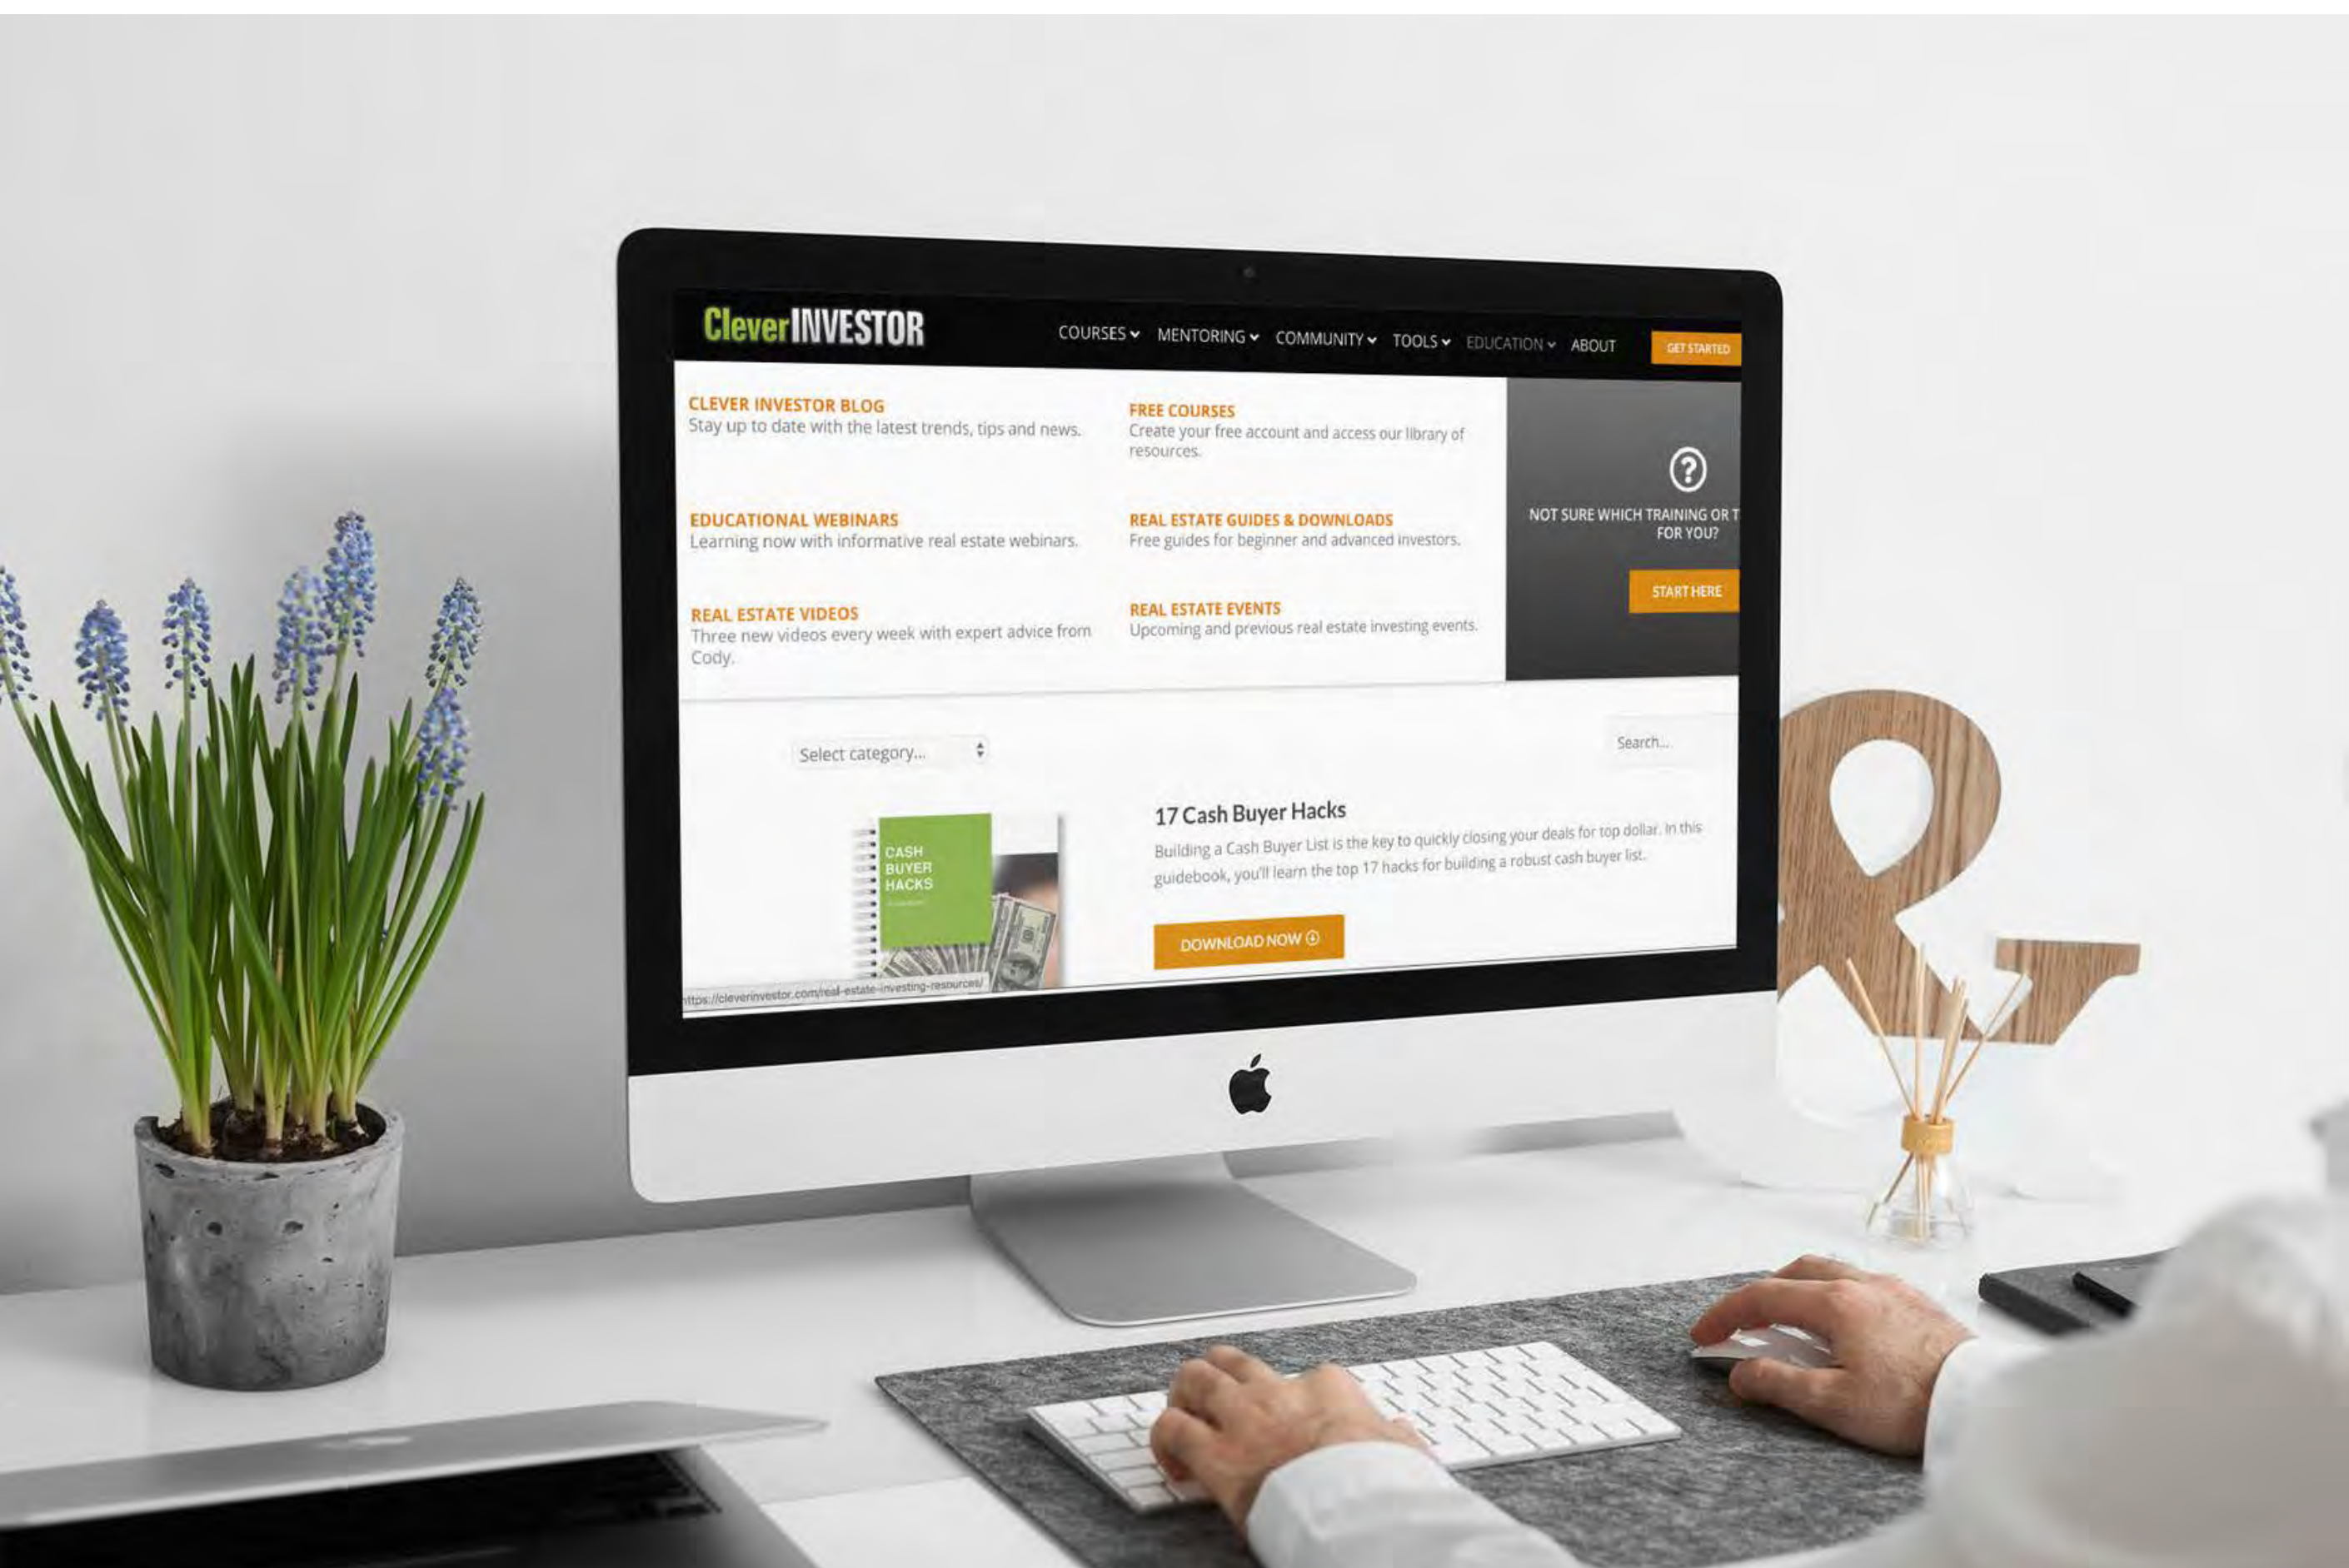 CleverINVESTOR
COURSES MENTORING COMMUNITY TOOLS EDUCATION ABOUT GET STARTED
CLEVER INVESTOR BLOG
Stay up to date with the latest trends, tips and news.
FREE COURSES
Create your free account and access our library of
resources.
EDUCATIONAL WEBINARS
Learning now with informative real estate webinars.
REAL ESTATE GUIDES & DOWNLOADS
Free guides for beginner and advanced investors.
REAL ESTATE VIDEOS
Three new videos every week with expert advice from
Cody.
REAL ESTATE EVENTS
Upcoming and previous real estate investing events.
?
NOT SURE WHICH TRAINING OR T
FOR YOU?
START HERE
Select category...
Search...
CASH
BUYER
HACKS
17 Cash Buyer Hacks
Building a Cash Buyer List is the key to quickly closing your deals for top dollar. In this
guidebook, you'll learn the top 17 hacks for building a robust cash buyer list.
DOWNLOAD NOW
ttps://cleverinvestor.com/real-estate-investing-resources/
&